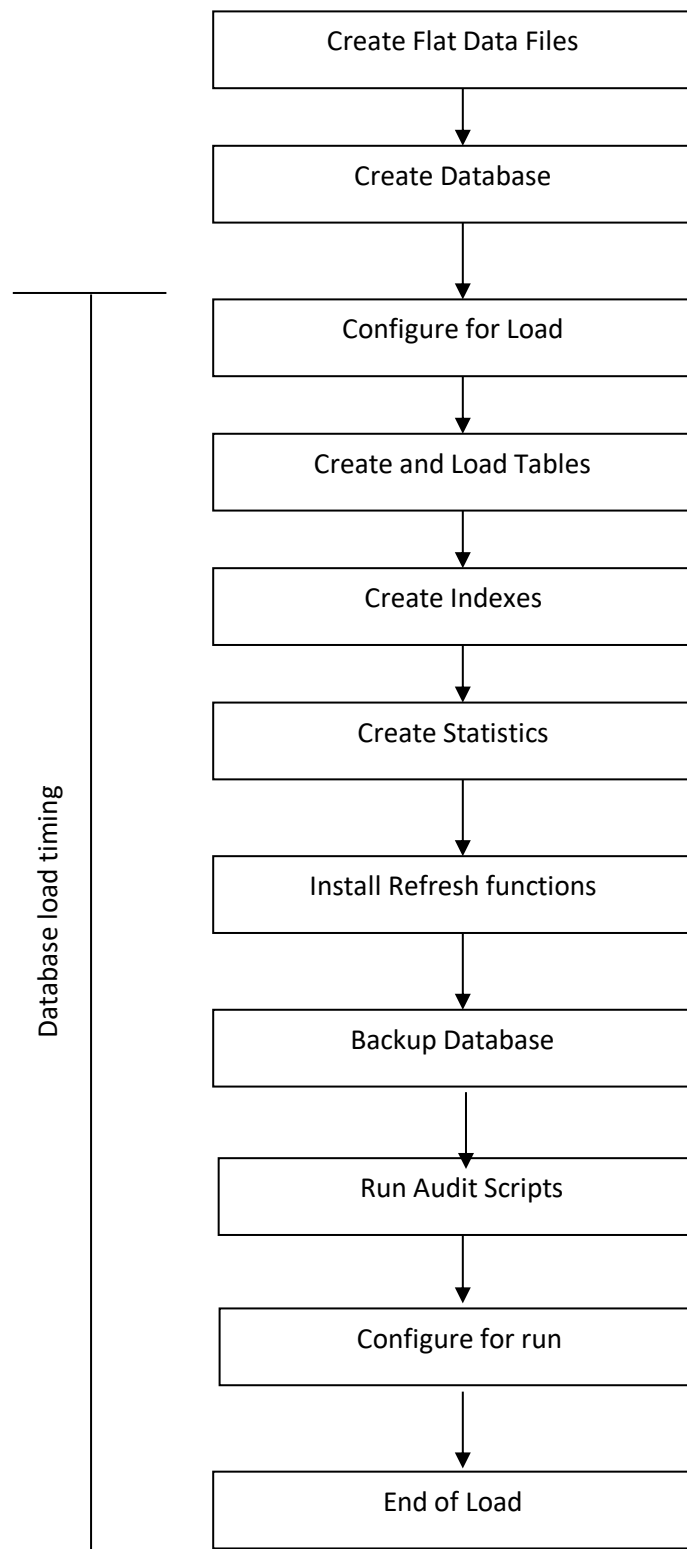 Create Flat Data Files
Create Database
Configure for Load
Create and Load Tables
Create Indexes
Create Statistics
Install Refresh functions
Backup Database
Run Audit Scripts
Configure for run
End of Load
Database load timing